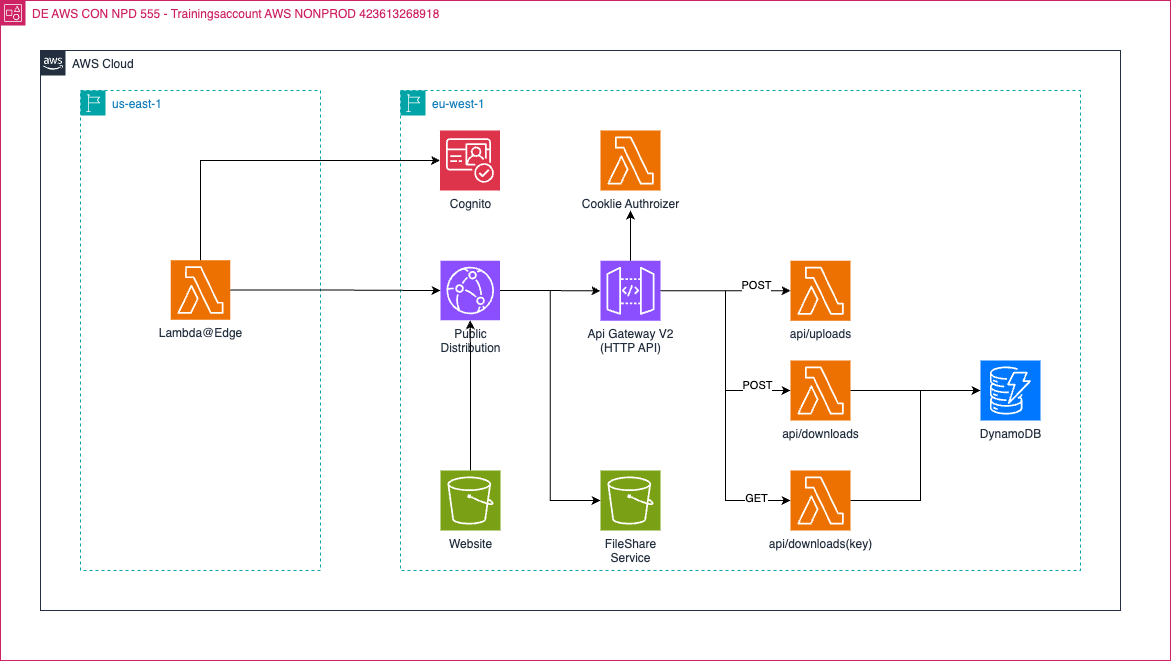 DE AWS CON NPD 555 - Trainingsaccount AWS NONPROD 423613268918
aws
AWS Cloud
us-east-1
eu-west-1
Cognito
Cooklie Authroizer
Lambda@Edge
Public
Distribution
Api Gateway V2
(HTTP API)
POST
api/uploads
POST
api/downloads
DynamoDB
GET
Website
FileShare
Service
api/downloads(key)